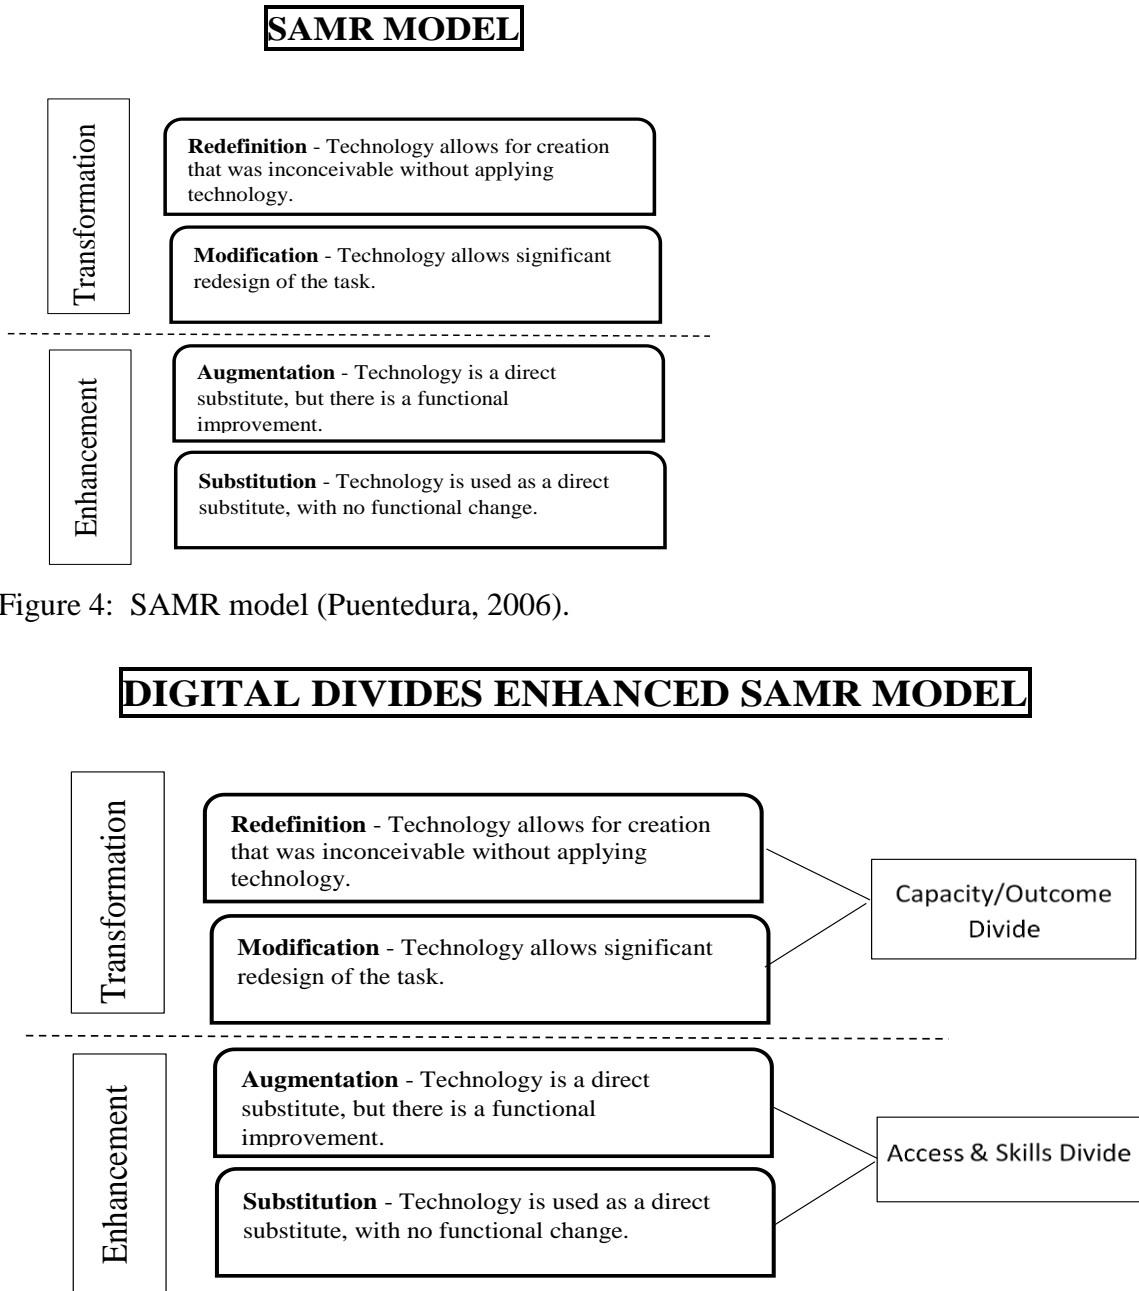 SAMR MODEL
Transformation
Redefinition - Technology allows for creation
that was inconceivable without applying
technology.
Modification - Technology allows significant
redesign of the task.
Enhancement
Augmentation - Technology is a direct
substitute, but there is a functional
improvement.
Substitution - Technology is used as a direct
substitute, with no functional change.
Figure 4: SAMR model (Puentedura, 2006).
DIGITAL DIVIDES ENHANCED SAMR MODEL
Transformation
Redefinition - Technology allows for creation
that was inconceivable without applying
technology.
Modification - Technology allows significant
redesign of the task.
Capacity/Outcome
Divide
Enhancement
Augmentation - Technology is a direct
substitute, but there is a functional
improvement.
Substitution - Technology is used as a direct
substitute, with no functional change.
Access & Skills Divide